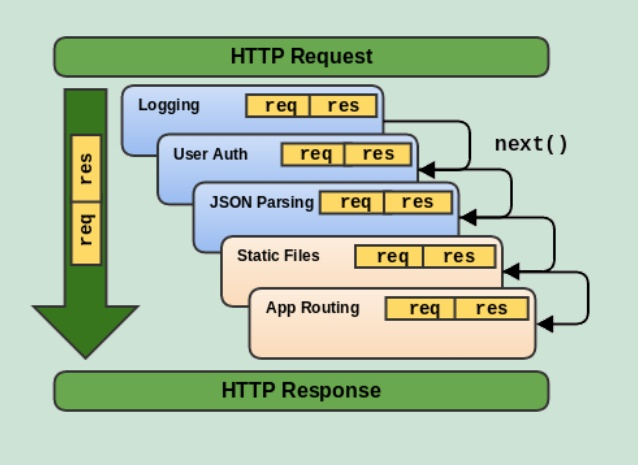 HTTP Request
Logging req res
next()
User Auth req res
res
JSON Parsing req res
req
Static Files req res
App Routing req res
HTTP Response